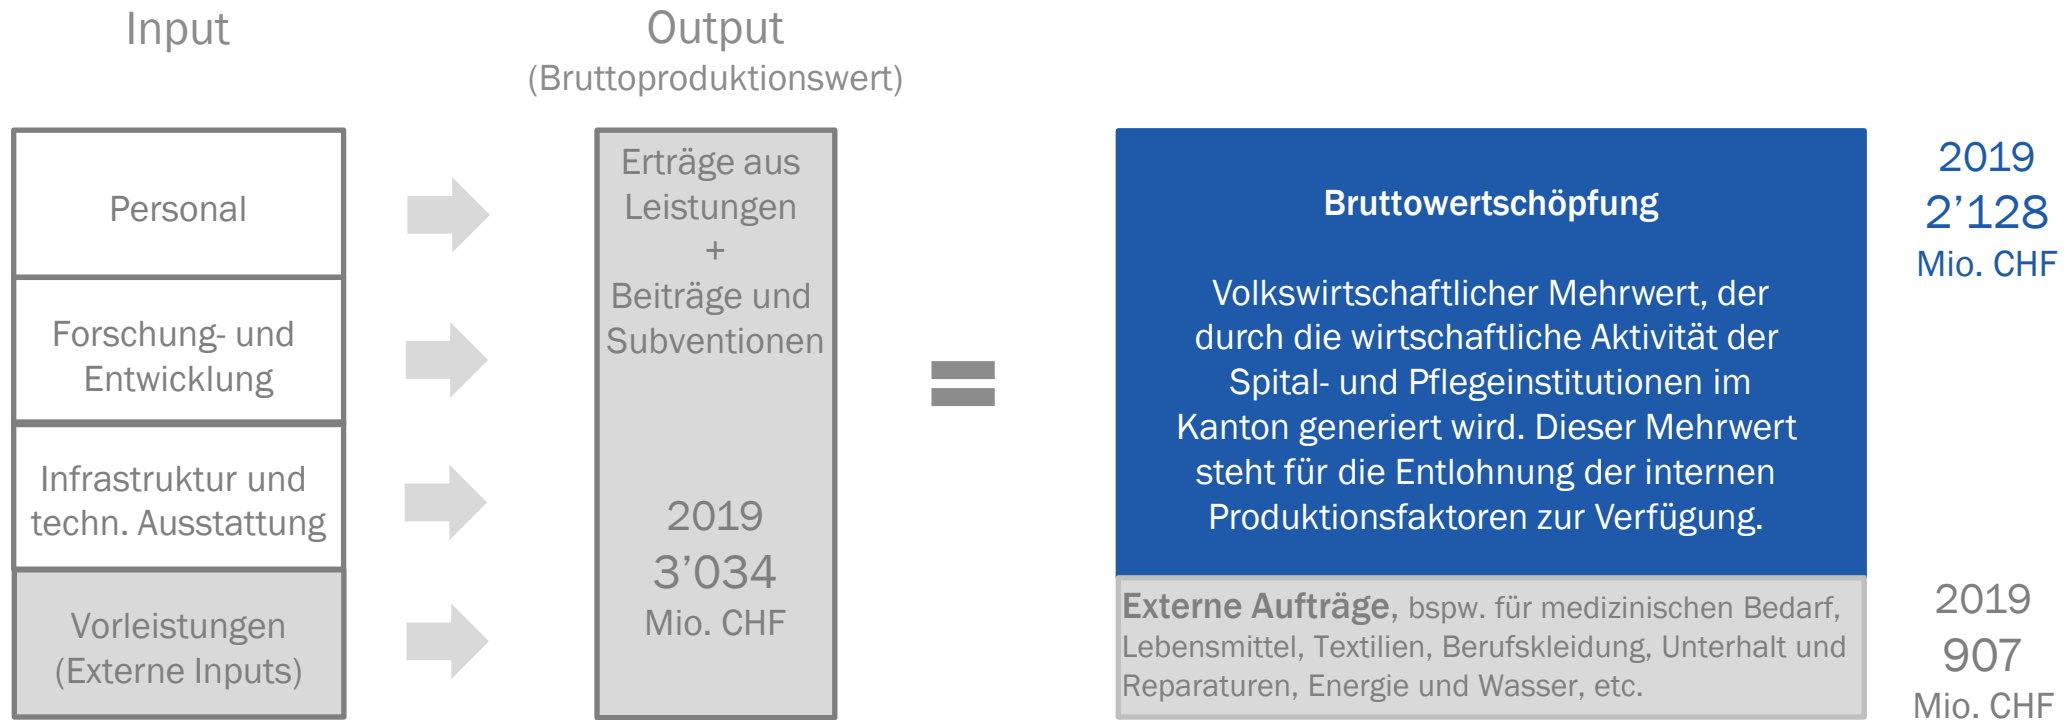 Input
Personal
Forschung- und
Entwicklung
Infrastruktur und
techn. Ausstattung
Vorleistungen
(Externe Inputs)
Output
(Bruttoproduktionswert)
Erträge aus
Leistungen
+
Beiträge und
Subventionen
2019
3’034
Mio. CHF
=
Bruttowertschöpfung
Volkswirtschaftlicher Mehrwert, der
durch die wirtschaftliche Aktivität der
Spital- und Pflegeinstitutionen im
Kanton generiert wird. Dieser Mehrwert
steht für die Entlohnung der internen
Produktionsfaktoren zur Verfügung.
2019
2’128
Mio. CHF
Externe Aufträge, bspw. für medizinischen Bedarf,
Lebensmittel, Textilien, Berufskleidung, Unterhalt und
Reparaturen, Energie und Wasser, etc.
2019
907
Mio. CHF